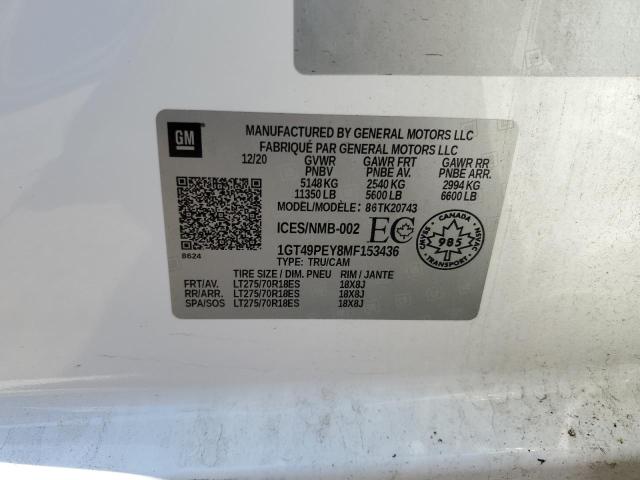 GM
MANUFACTURED BY GENERAL MOTORS LLC
FABRIQUÉ PAR GENERAL MOTORS LLC
12/20 GVWR GAWR FRT GAWR RR
PNBV PNBE AV. PNBE ARR.
5148 KG 2540 KG 2994 KG
11350 LB 5600 LB 6600 LB
MODEL/MODÈLE: 86TK20743
ICES/NMB-002 EC
CANADA
985
CMVSS NSVAC
TRANSPORT
8624
1GT49PEY8MF153436
TYPE: TRU/CAM
TIRE SIZE / DIM. PNEU RIM / JANTE
FRT/AV. LT275/70R18ES 18X8J
RR/ARR. LT275/70R18ES 18X8J
SPA/SOS LT275/70R18ES 18X8J